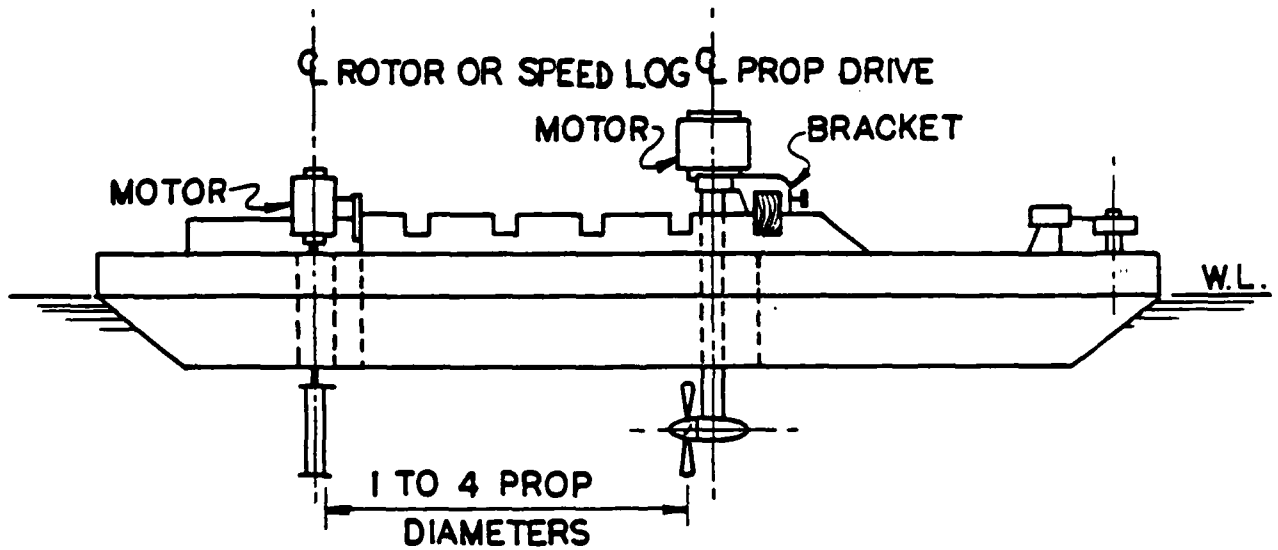 ℄ ROTOR OR SPEED LOG
℄ PROP DRIVE
MOTOR
BRACKET
MOTOR
W.L.
1 TO 4 PROP
DIAMETERS